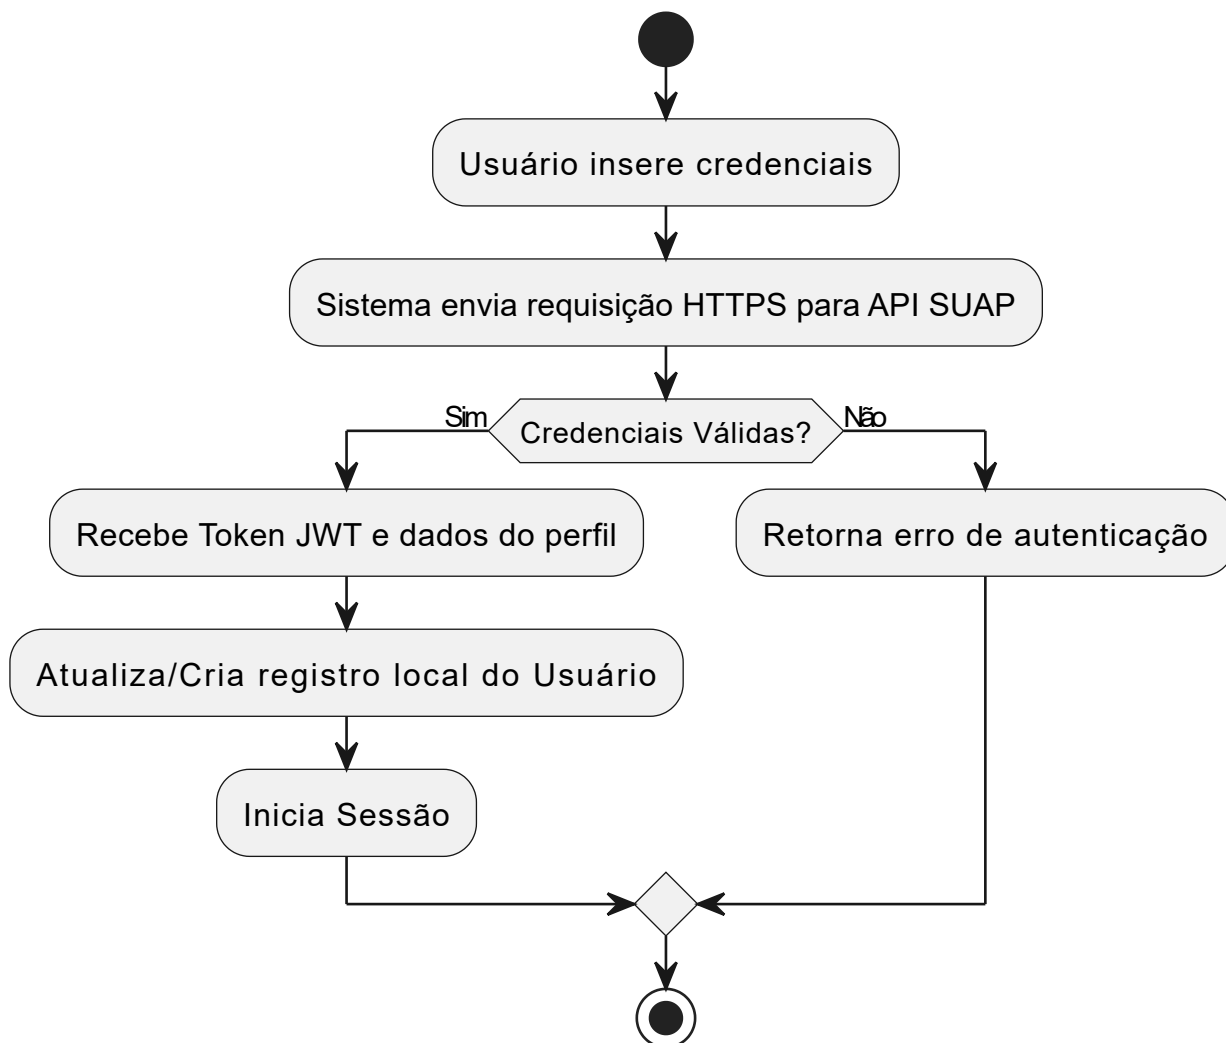 Usuário insere credenciais
Sistema envia requisição HTTPS para API SUAP
Sim
Credenciais Válidas?
Não
Recebe Token JWT e dados do perfil
Retorna erro de autenticação
Atualiza/Cria registro local do Usuário
Inicia Sessão